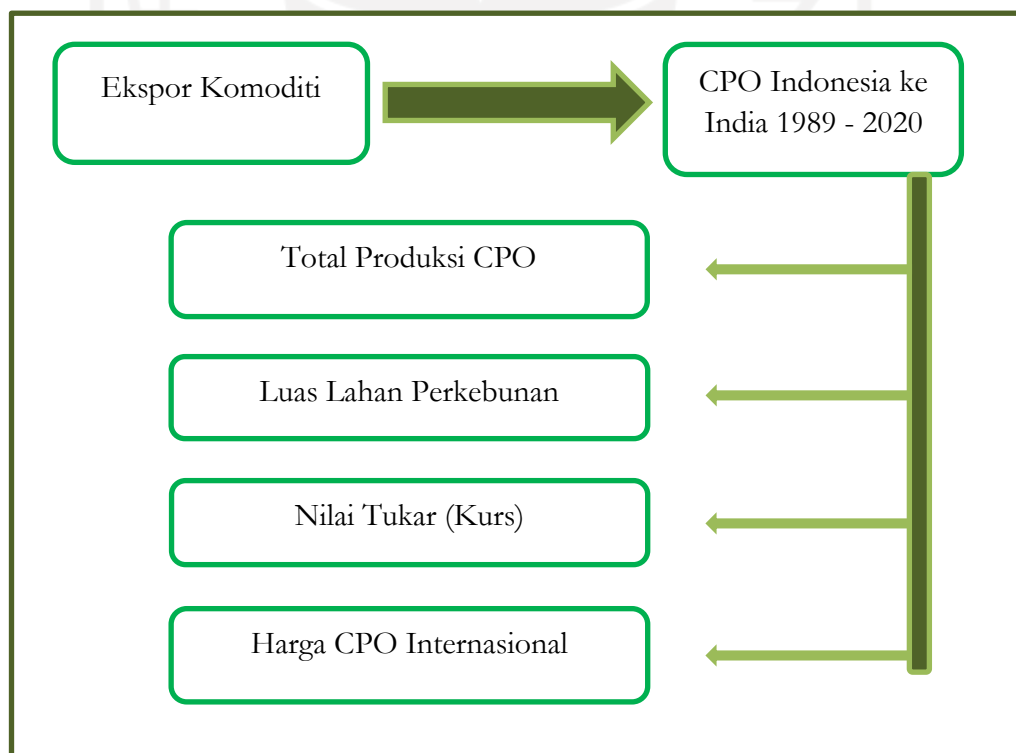 Ekspor Komoditi
CPO Indonesia ke
India 1989 - 2020
Total Produksi CPO
Luas Lahan Perkebunan
Nilai Tukar (Kurs)
Harga CPO Internasional